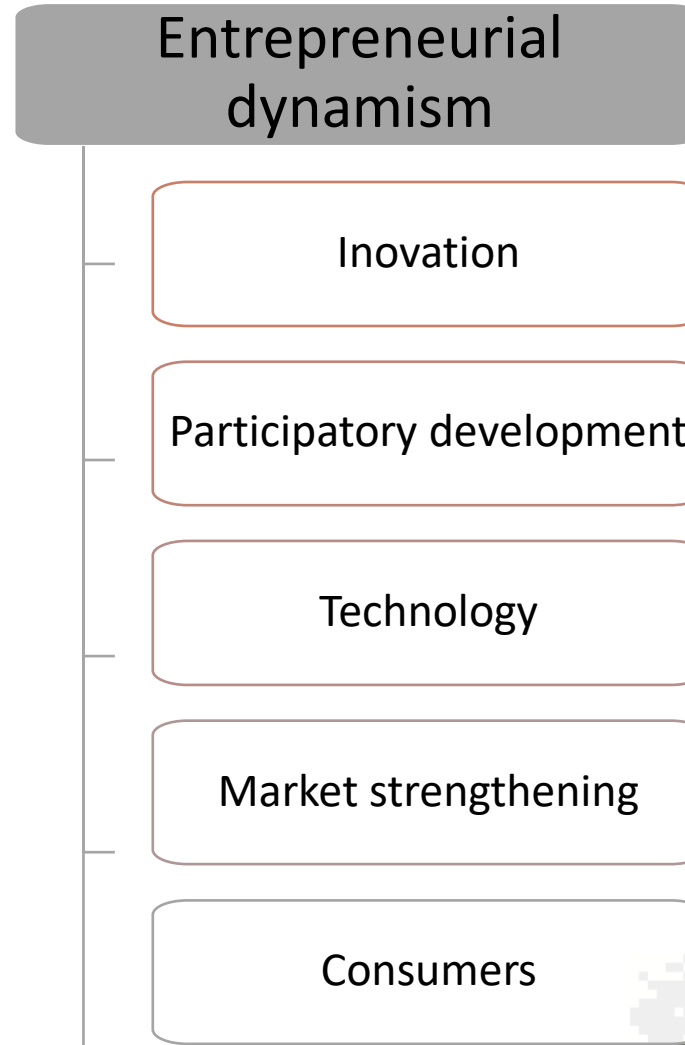 Entrepreneurial
dynamism
Inovation
Participatory development
Technology
Market strengthening
Consumers